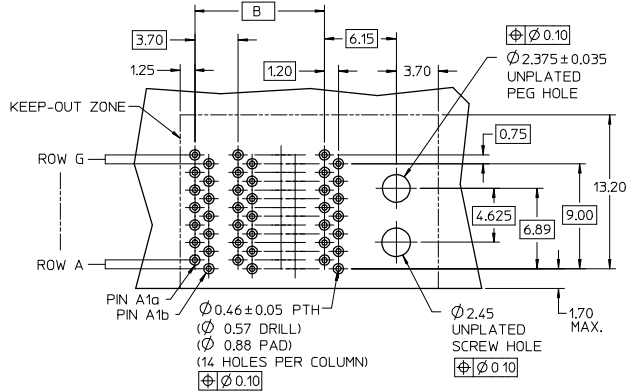 B
3.70
6.15
⌖ Ø 0.10
Ø 2.375±0.035
UNPLATED
PEG HOLE
1.25
1.20
3.70
KEEP-OUT ZONE
0.75
ROW G
13.20
9.00
4.625
6.89
ROW A
PIN A1a
PIN A1b
Ø 0.46±0.05 PTH
(Ø 0.57 DRILL)
(Ø 0.88 PAD)
(14 HOLES PER COLUMN)
⌖ Ø 0.10
Ø 2.45
UNPLATED
SCREW HOLE
⌖ Ø 0.10
1.70
MAX.